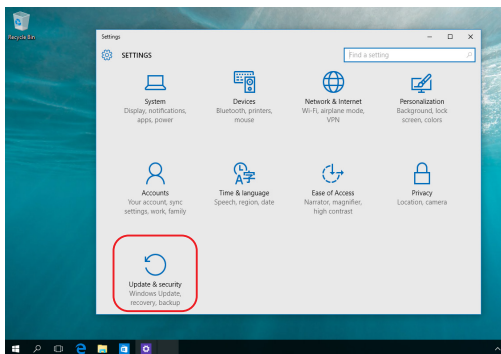 Recycle Bin
Settings
SETTINGS
Find a setting
System
Display, notifications,
apps, power
Devices
Bluetooth, printers,
mouse
Network & Internet
Wi-Fi, airplane mode,
VPN
Personalization
Background, lock
screen, colors
Accounts
Your account, sync
settings, work, family
Time & language
Speech, region, date
Ease of Access
Narrator, magnifier,
high contrast
Privacy
Location, camera
Update & security
Windows Update,
recovery, backup